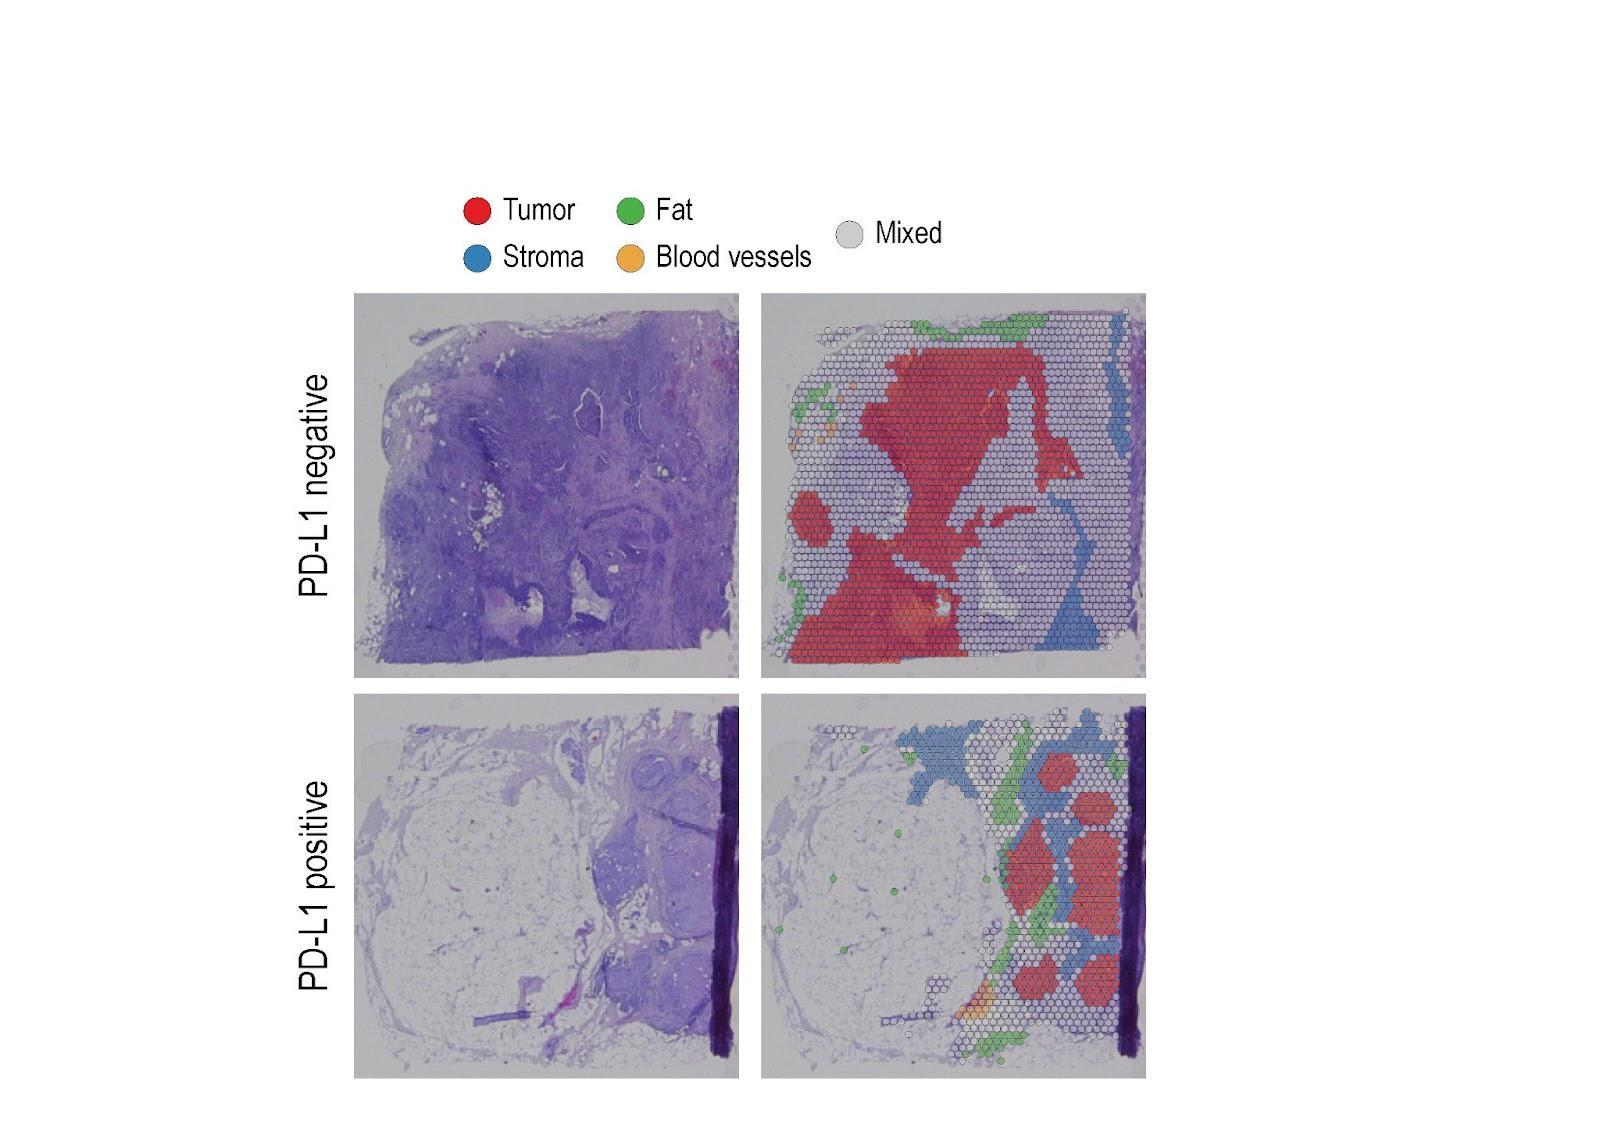 Tumor
Fat
Mixed
Stroma
Blood vessels
PD-L1 negative
PD-L1 positive